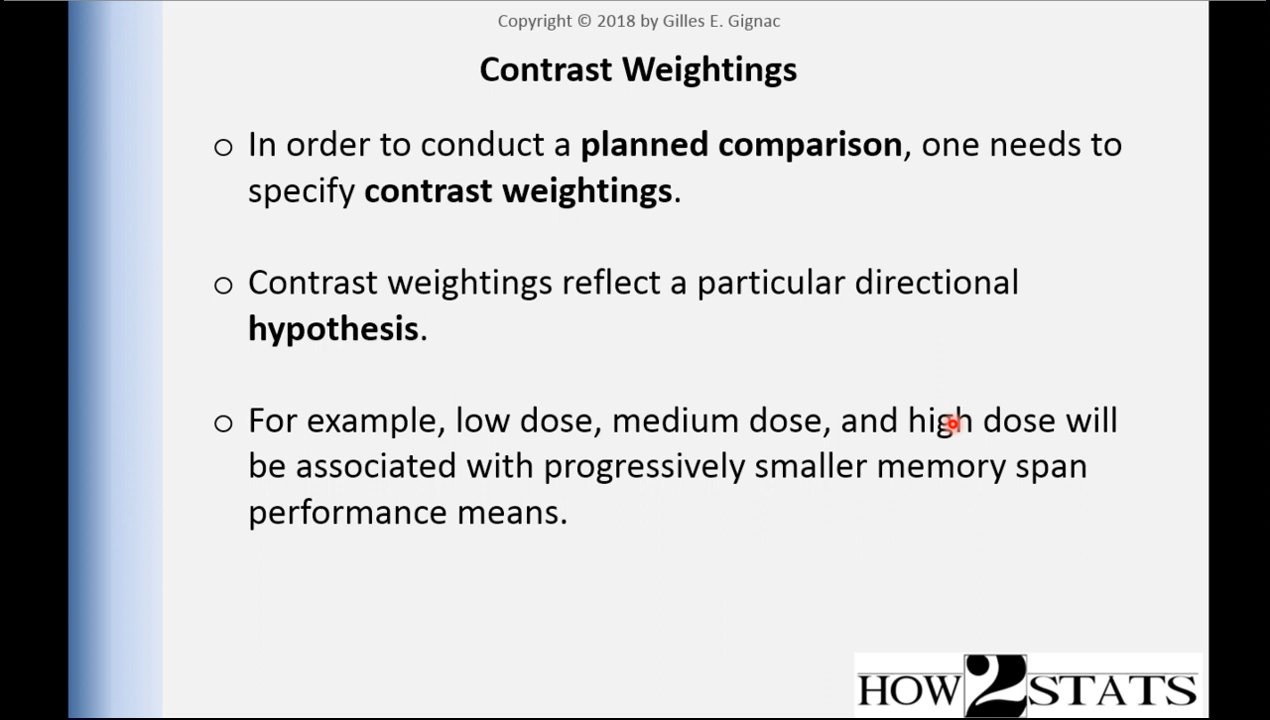 Copyright © 2018 by Gilles E. Gignac
Contrast Weightings
o In order to conduct a planned comparison, one needs to
specify contrast weightings.
o Contrast weightings reflect a particular directional
hypothesis.
o For example, low dose, medium dose, and high dose will
be associated with progressively smaller memory span
performance means.
HOW2STATS